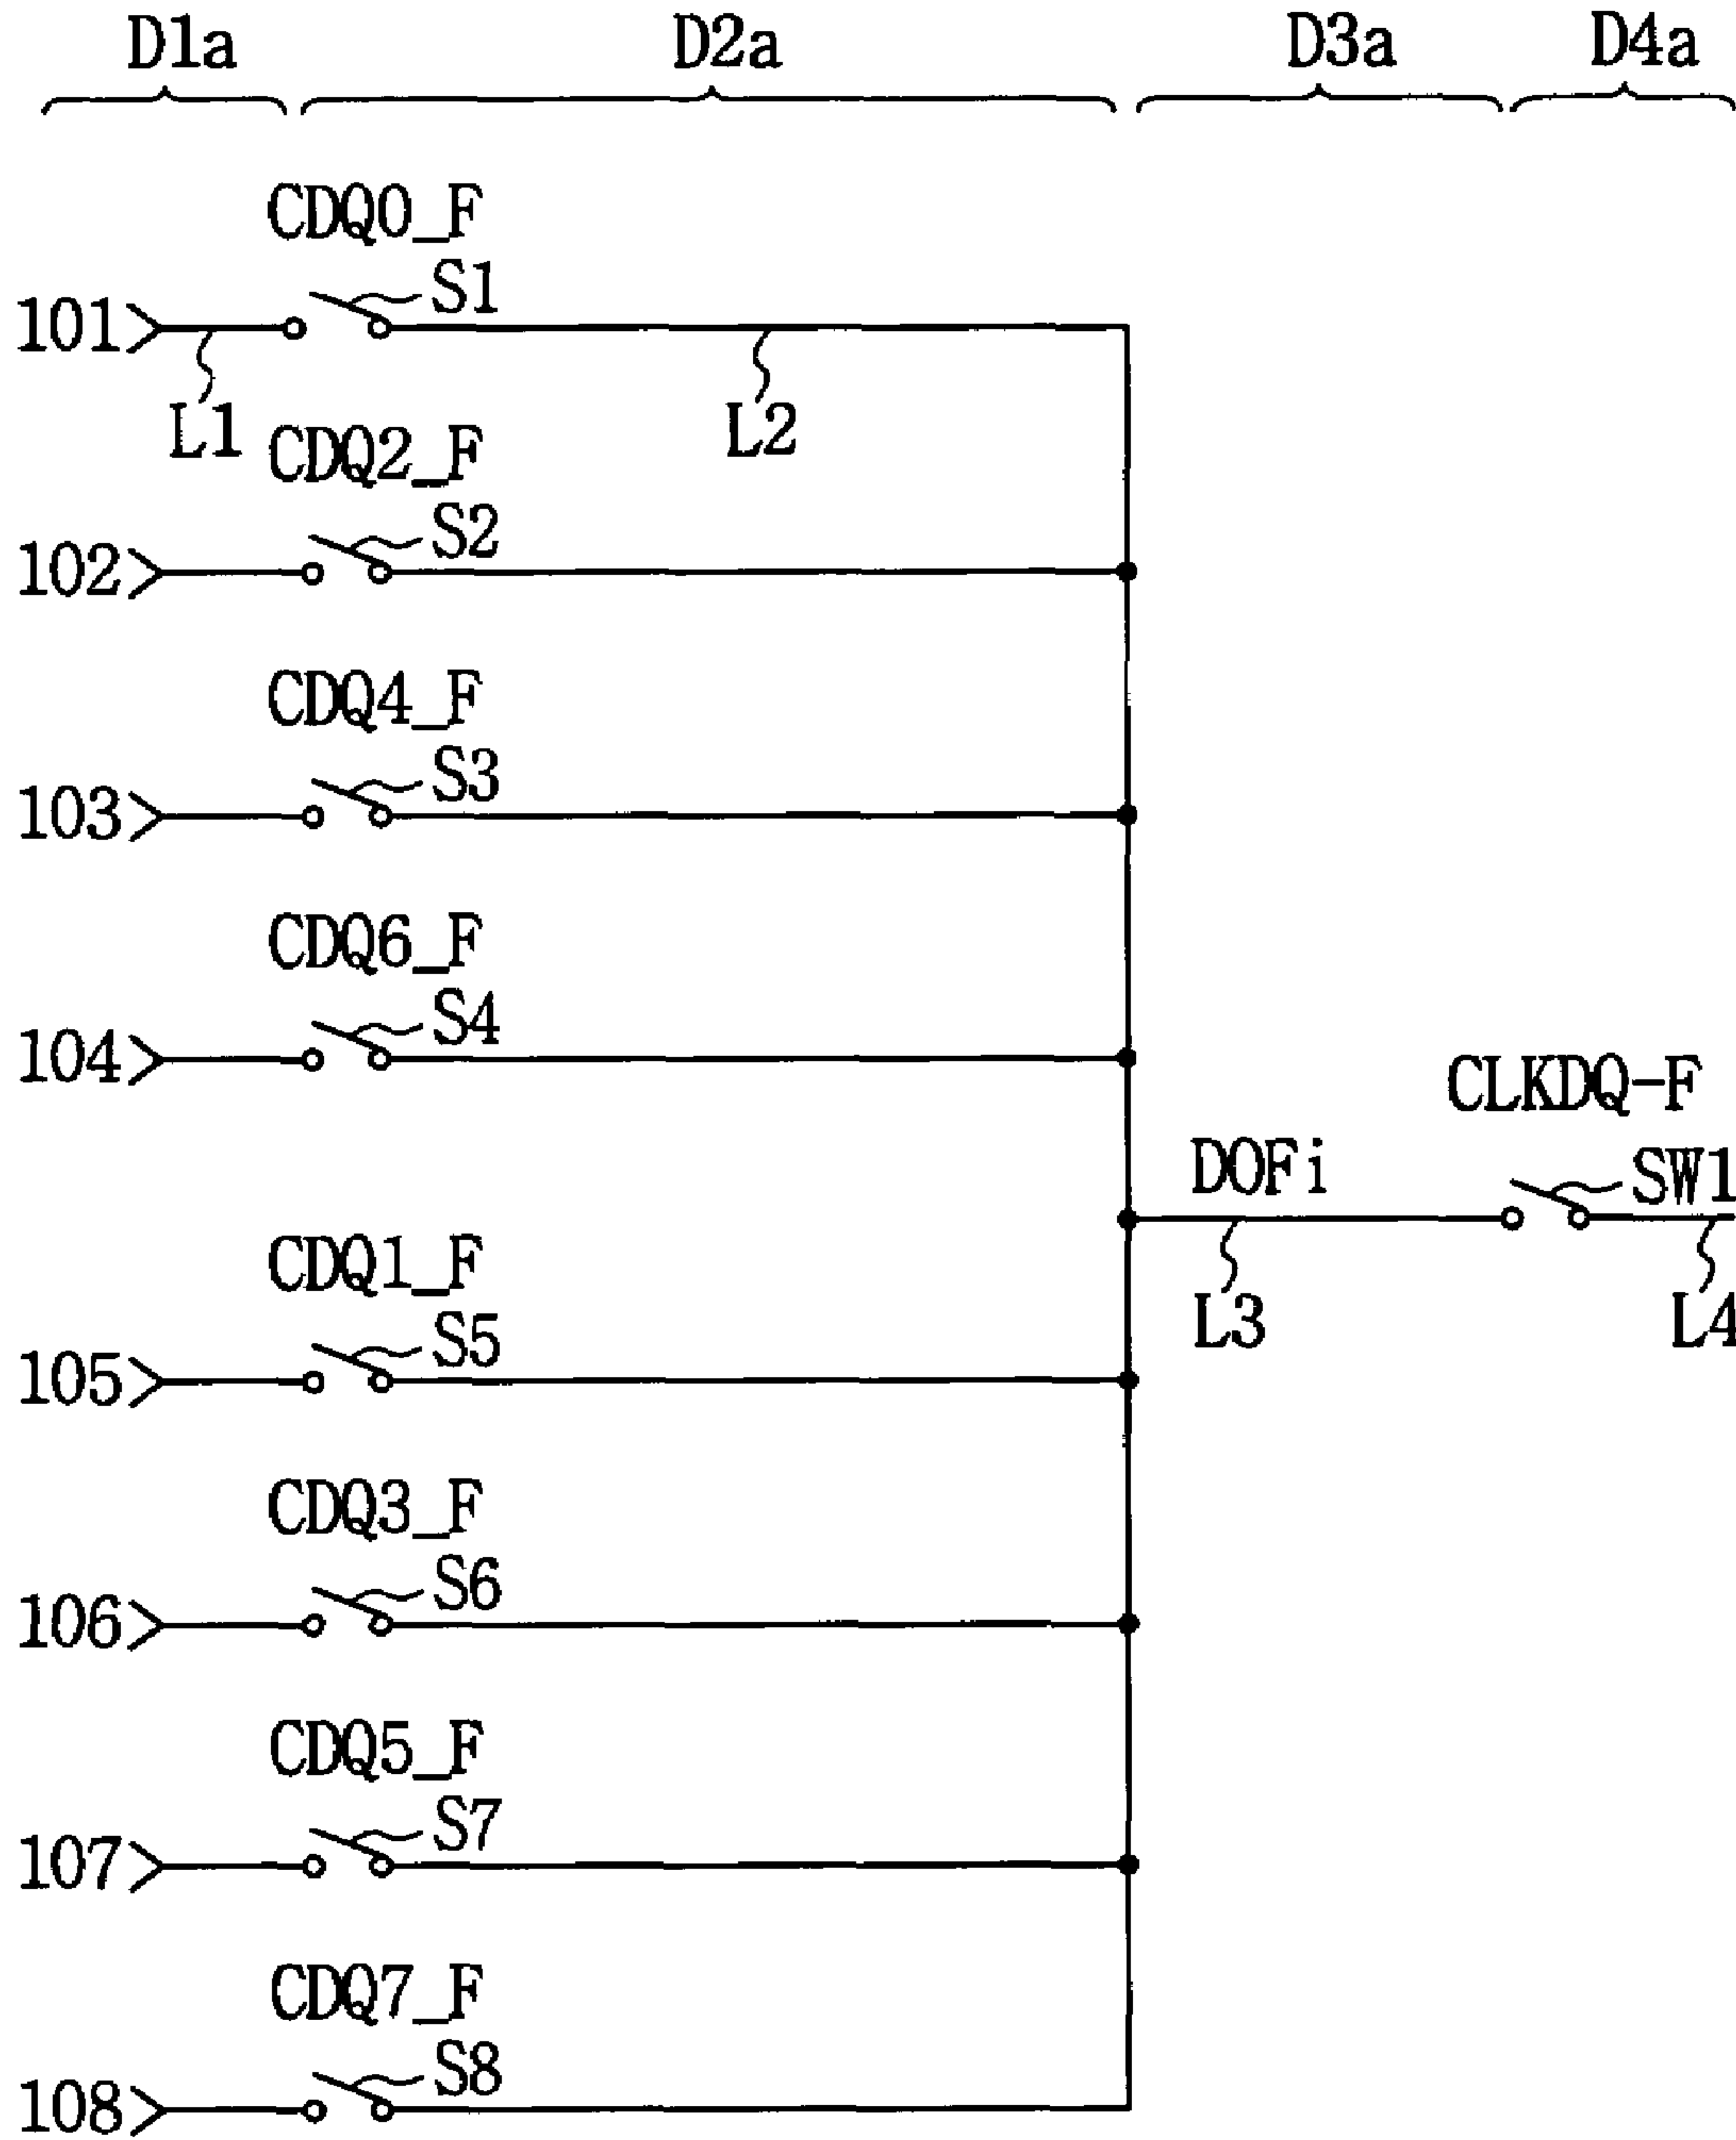 D1a D2a D3a D4a
CDQ0_F
S1
101
L1 L2
CDQ2_F
S2
102
CDQ4_F
S3
103
CDQ6_F
S4
104
CLKDQ-F
DOFi SW1
L3 L4
CDQ1_F
S5
105
CDQ3_F
S6
106
CDQ5_F
S7
107
CDQ7_F
S8
108